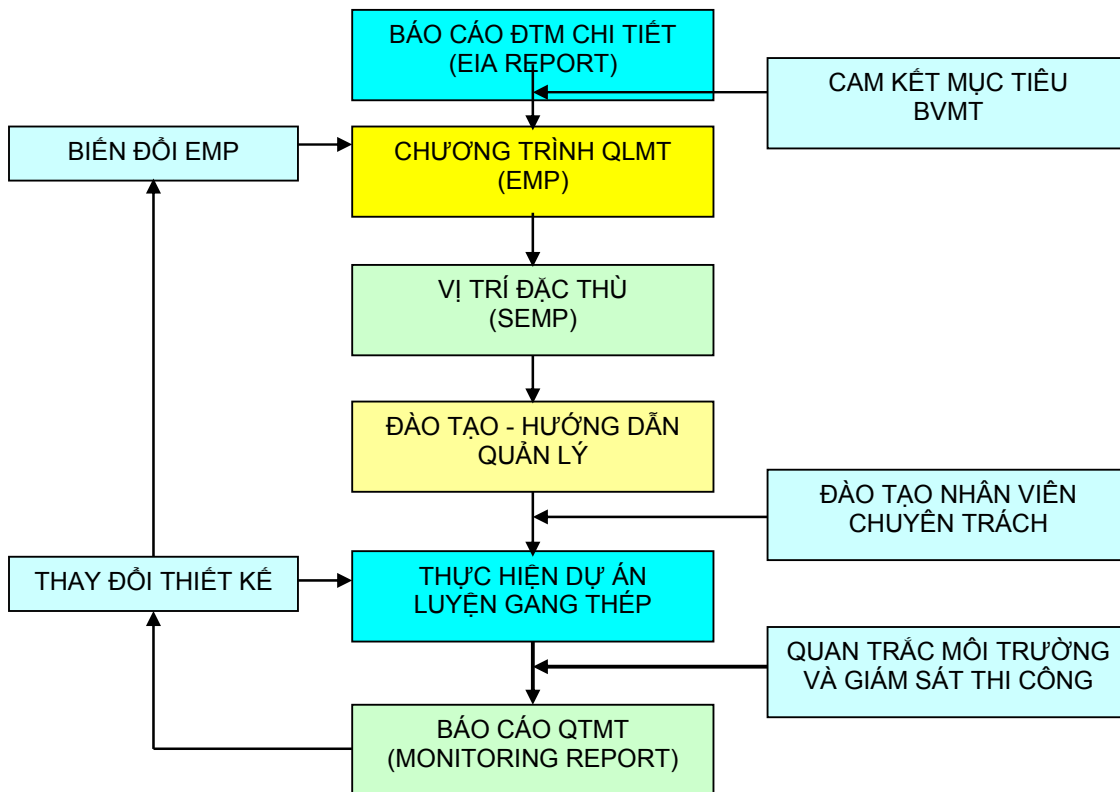 BÁO CÁO ĐTM CHI TIẾT
(EIA REPORT)
CAM KẾT MỤC TIÊU
BVMT
BIẾN ĐỔI EMP
CHƯƠNG TRÌNH QLMT
(EMP)
VỊ TRÍ ĐẶC THÙ
(SEMP)
ĐÀO TẠO - HƯỚNG DẪN
QUẢN LÝ
ĐÀO TẠO NHÂN VIÊN
CHUYÊN TRÁCH
THAY ĐỔI THIẾT KẾ
THỰC HIỆN DỰ ÁN
LUYỆN GANG THÉP
QUAN TRẮC MÔI TRƯỜNG
VÀ GIÁM SÁT THI CÔNG
BÁO CÁO QTMT
(MONITORING REPORT)